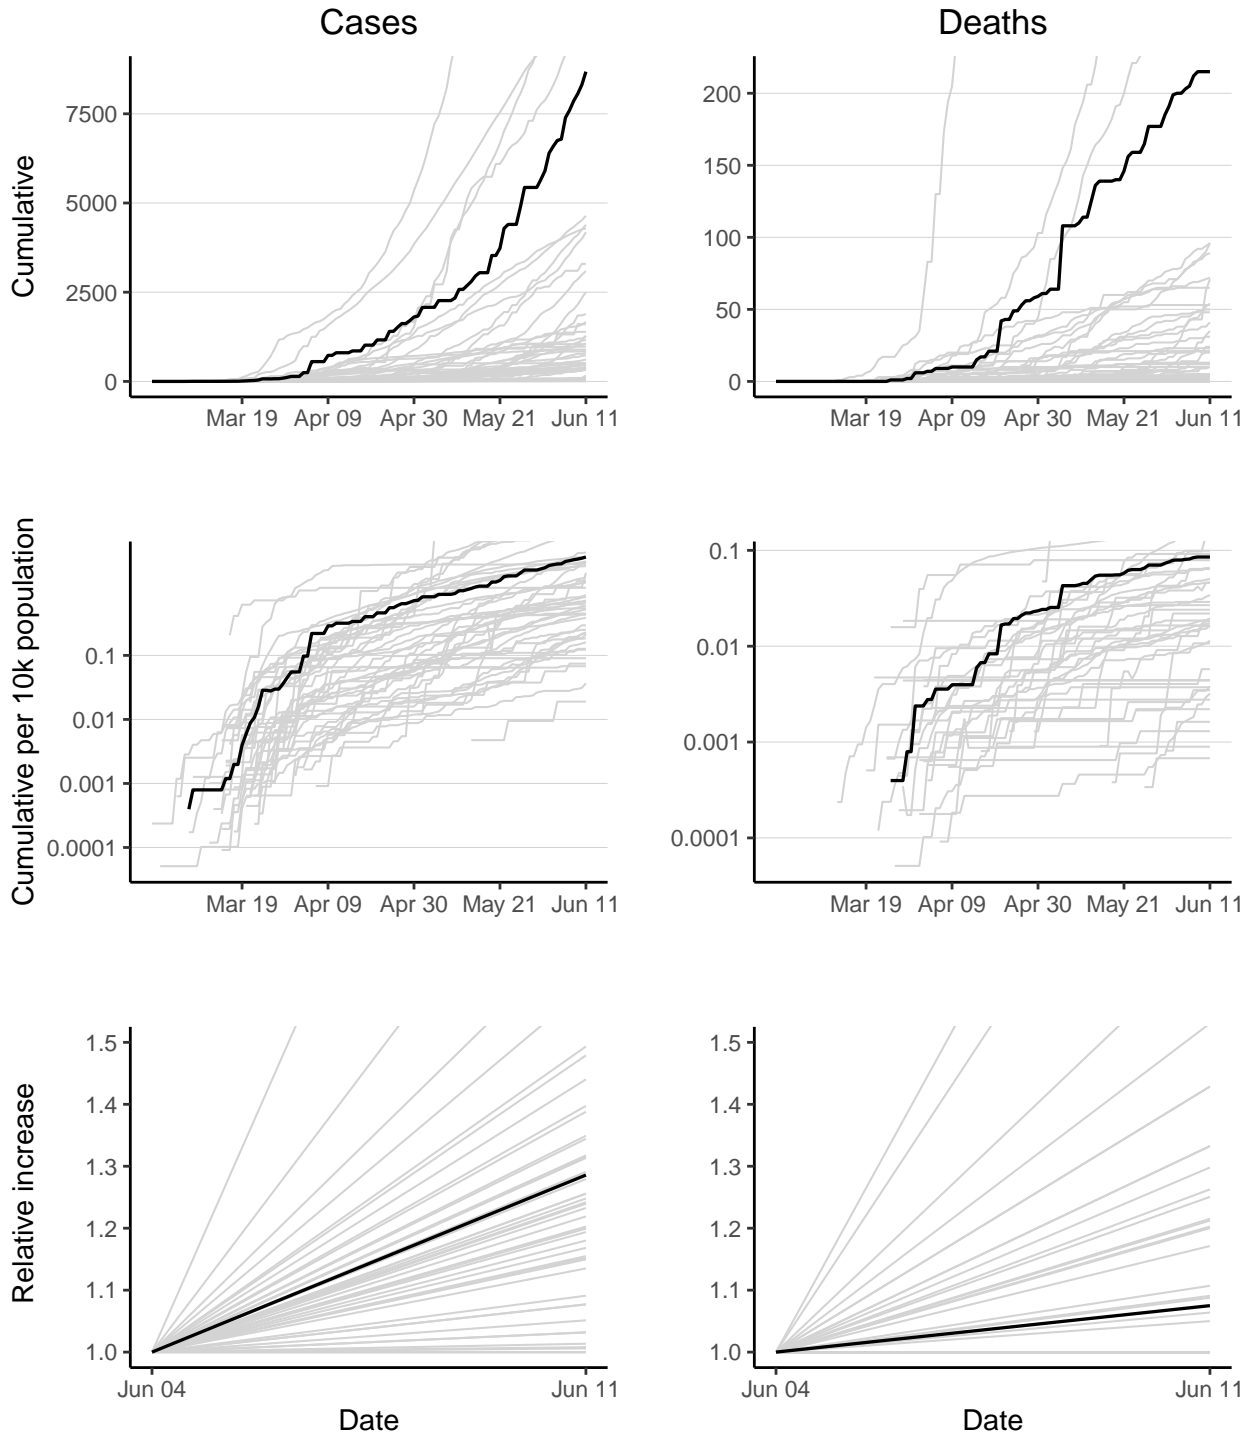 Cases
Deaths
Cumulative
7500
5000
2500
0
Mar 19 Apr 09 Apr 30 May 21 Jun 11
200
150
100
50
0
Mar 19 Apr 09 Apr 30 May 21 Jun 11
Cumulative per 10k population
0.1
0.01
0.001
0.0001
Mar 19 Apr 09 Apr 30 May 21 Jun 11
0.1
0.01
0.001
0.0001
Mar 19 Apr 09 Apr 30 May 21 Jun 11
Relative increase
1.5
1.4
1.3
1.2
1.1
1.0
Jun 04 Jun 11
Date
1.5
1.4
1.3
1.2
1.1
1.0
Jun 04 Jun 11
Date